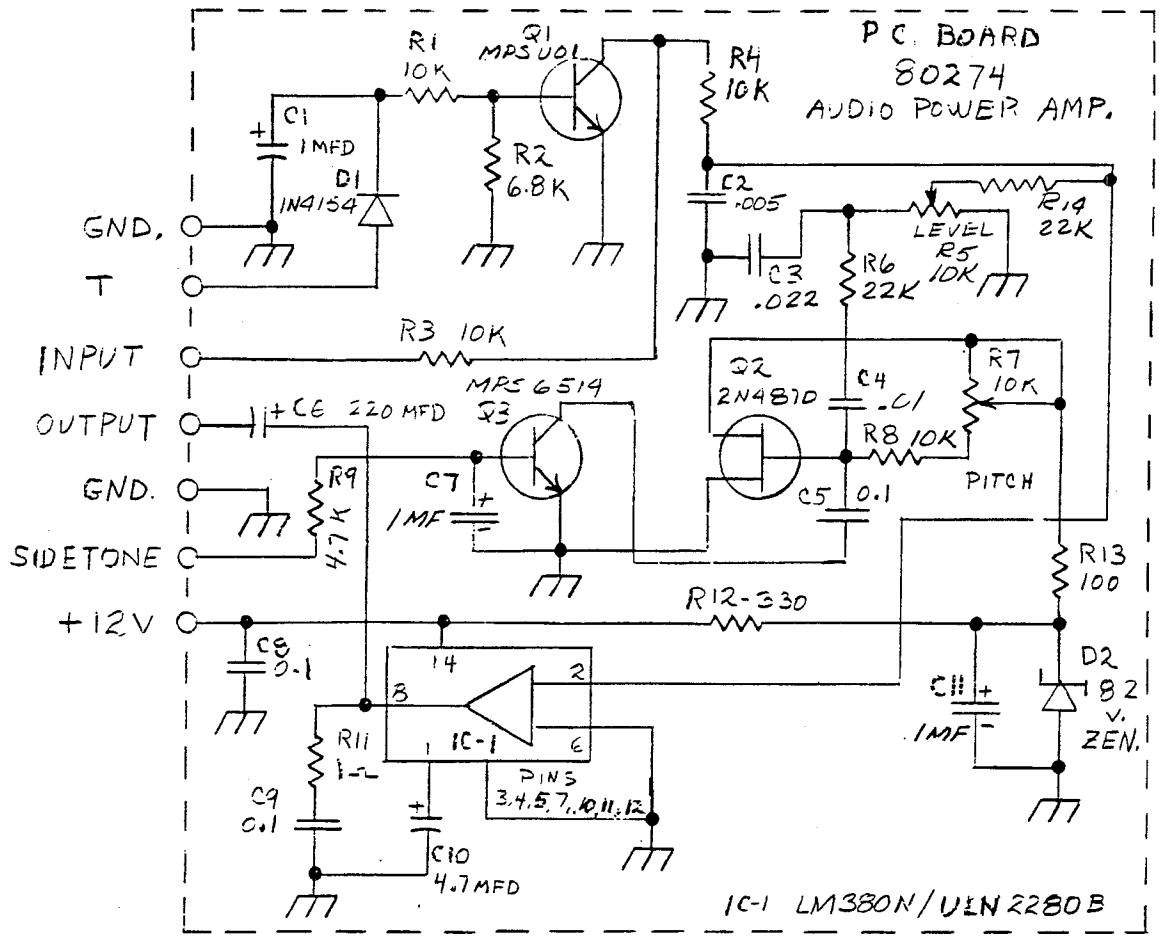 P.C. BOARD
80274
AUDIO POWER AMP.
Q1
MPSU01
R1
10K
R4
10K
C1
+
1MFD
R2
6.8K
D1
1N4154
C2
.005
R14
22K
LEVEL
R5
10K
GND.
T
C3
.022
R6
22K
INPUT
R3 10K
MPS6514
Q3
Q2
2N4870
C4
.01
R7
10K
OUTPUT
+ C6 220 MFD
R8 10K
PITCH
GND.
R9
4.7K
C7
+
1MF
-
C5 0.1
SIDETONE
R13
100
+12V
R12-330
C8
0.1
14
8
2
IC-1
1
6
D2
8.2
V.
ZEN.
C11
+
1MF
-
R11
1Ω
PINS
3,4,5,7,10,11,12
C9
0.1
+
C10
4.7MFD
IC-1 LM380N/ULN2280B